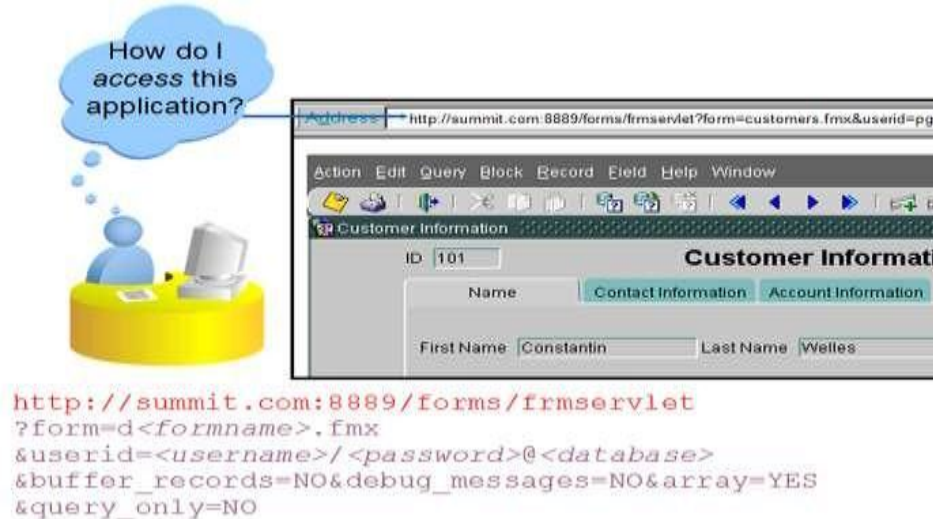 How do I
access this
application?
Address http://summit.com:8889/forms/frmservlet?form=customers.fmx&userid=pg
Action Edit Query Block Record Field Help Window
Customer Information
ID 101 Customer Informati
Name Contact Information Account Information
First Name Constantin Last Name Welles
http://summit.com:8889/forms/frmservlet
?form=d<formname>.fmx
&userid=<username>/<password>@<database>
&buffer_records=NO&debug_messages=NO&array=YES
&query_only=NO